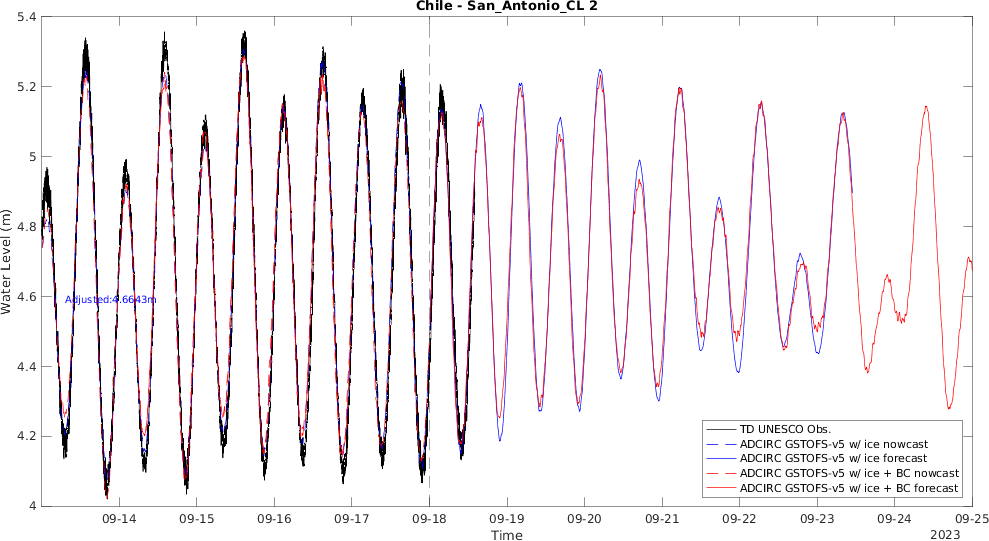 Chile - San_Antonio_CL 2
5.4
5.2
5
4.8
4.6
4.4
4.2
4
Water Level (m)
Adjusted:4.6643m
TD UNESCO Obs.
ADCIRC GSTOFS-v5 w/ ice nowcast
ADCIRC GSTOFS-v5 w/ ice forecast
ADCIRC GSTOFS-v5 w/ ice + BC nowcast
ADCIRC GSTOFS-v5 w/ ice + BC forecast
09-14 09-15 09-16 09-17 09-18 09-19 09-20 09-21 09-22 09-23 09-24 09-25
Time
2023